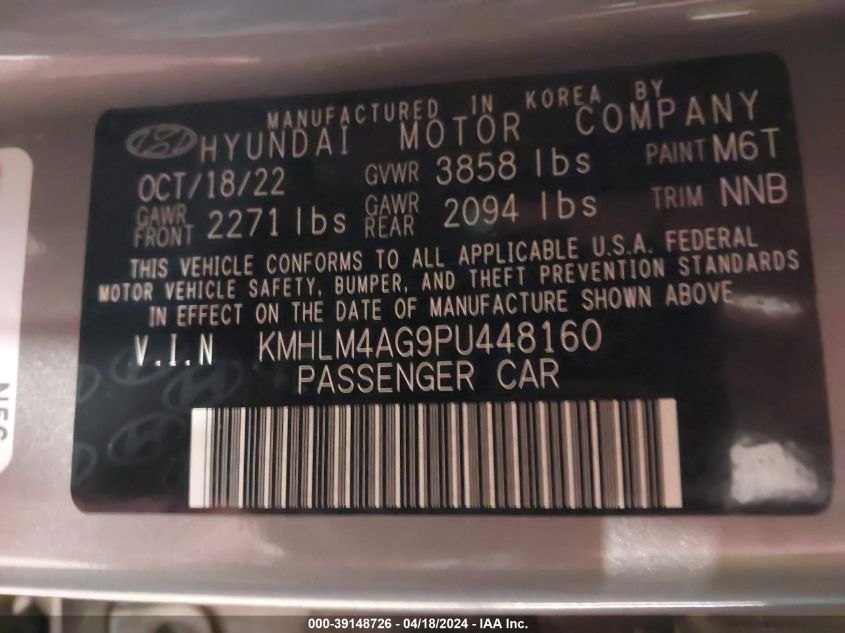 MANUFACTURED IN KOREA BY
HYUNDAI MOTOR COMPANY
OCT/18/22 GVWR 3858 lbs PAINT M6T
GAWR FRONT 2271 lbs GAWR REAR 2094 lbs TRIM NNB
THIS VEHICLE CONFORMS TO ALL APPLICABLE U.S.A. FEDERAL
MOTOR VEHICLE SAFETY, BUMPER, AND THEFT PREVENTION STANDARDS
IN EFFECT ON THE DATE OF MANUFACTURE SHOWN ABOVE
V.I.N KMHLM4AG9PU448160
PASSENGER CAR
000-39148726 - 04/18/2024 - IAA Inc.